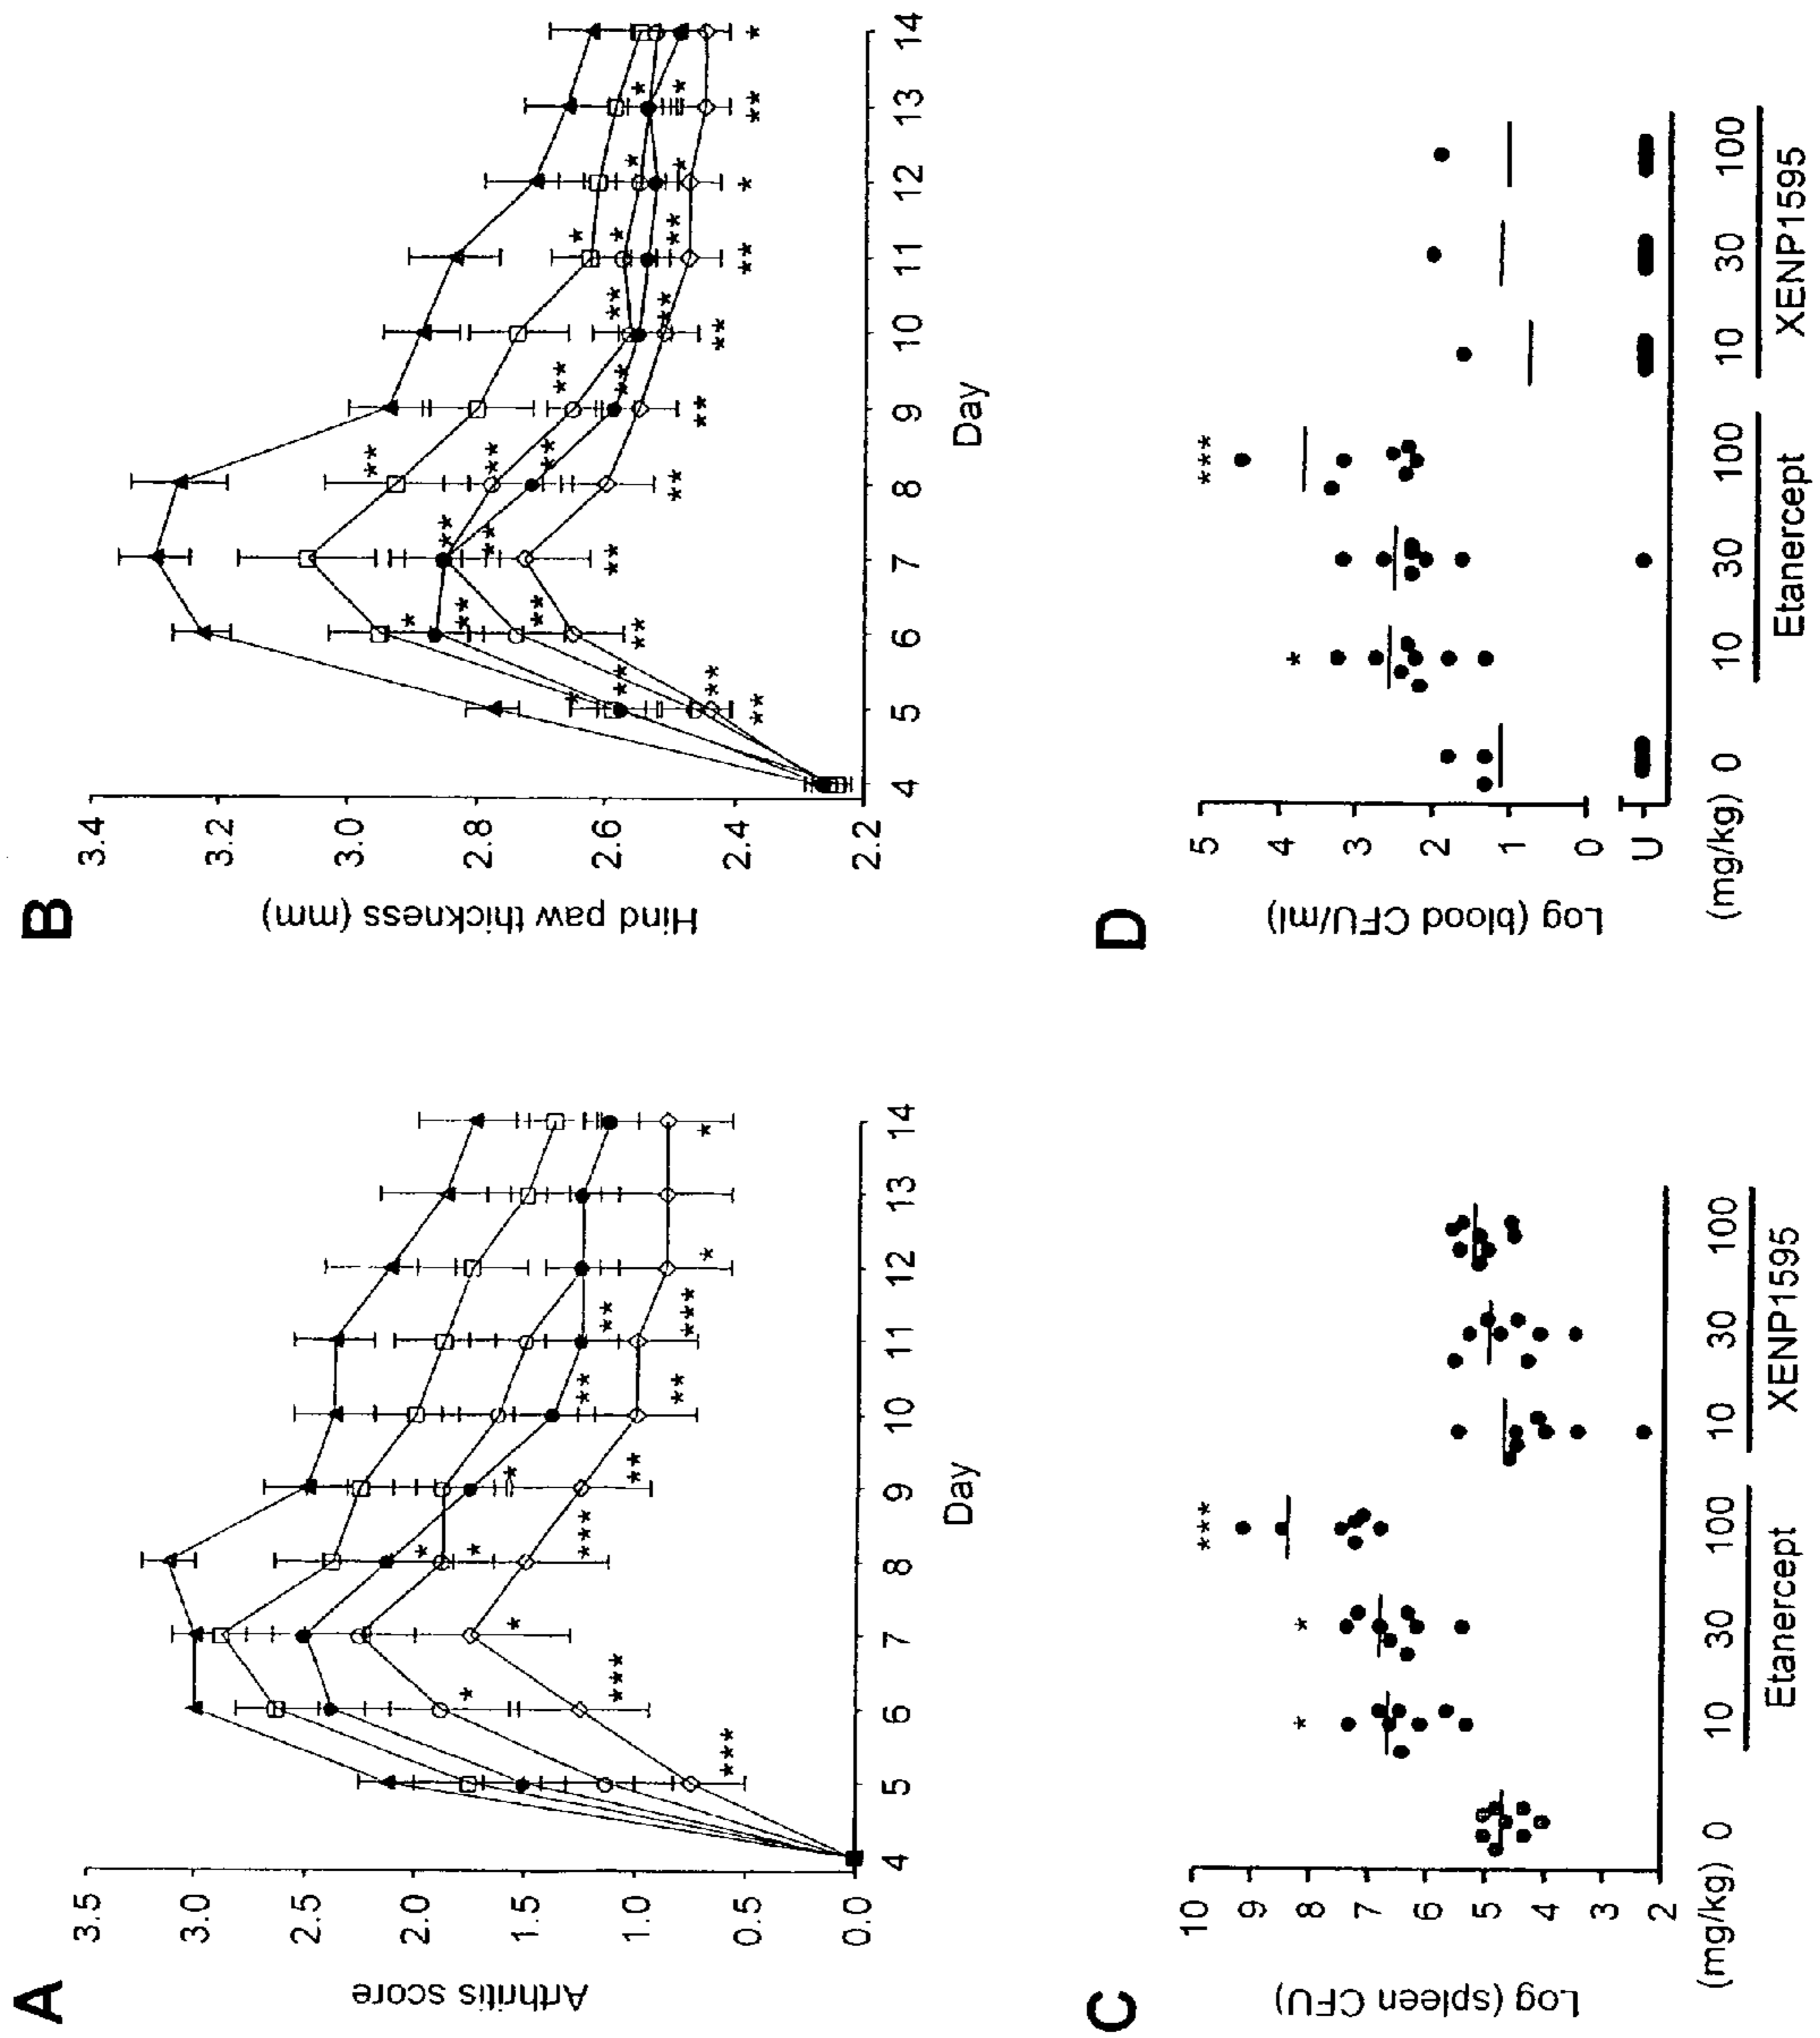 A
Arthritis score
3.5
3.0
2.5
2.0
1.5
1.0
0.5
0.0
*** *** * *** ** ** *** * *
* * * ** **
*
4 5 6 7 8 9 10 11 12 13 14
Day
B
Hind paw thickness (mm)
3.4
3.2
3.0
2.8
2.6
2.4
2.2
4 5 6 7 8 9 10 11 12 13 14
Day
C
Log (spleen CFU)
10
9
8
7
6
5
4
3
2
* * ***
(mg/kg) 0 10 30 100 10 30 100
Etanercept XENP1595
D
Log (blood CFU/ml)
5
4
3
2
1
0
U
* ***
(mg/kg) 0 10 30 100 10 30 100
Etanercept XENP1595